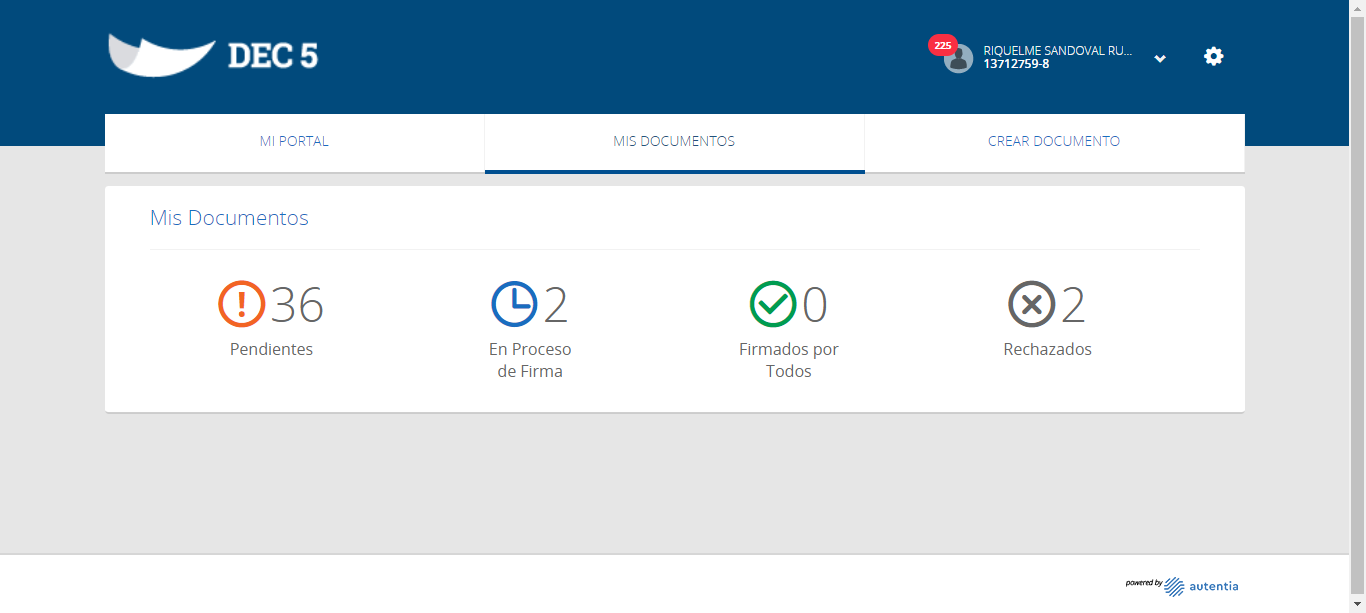 DEC 5
225
RIQUELME SANDOVAL RU...
13712759-8
MI PORTAL
MIS DOCUMENTOS
CREAR DOCUMENTO
Mis Documentos
36
Pendientes
2
En Proceso
de Firma
0
Firmados por
Todos
2
Rechazados
powered by autentia